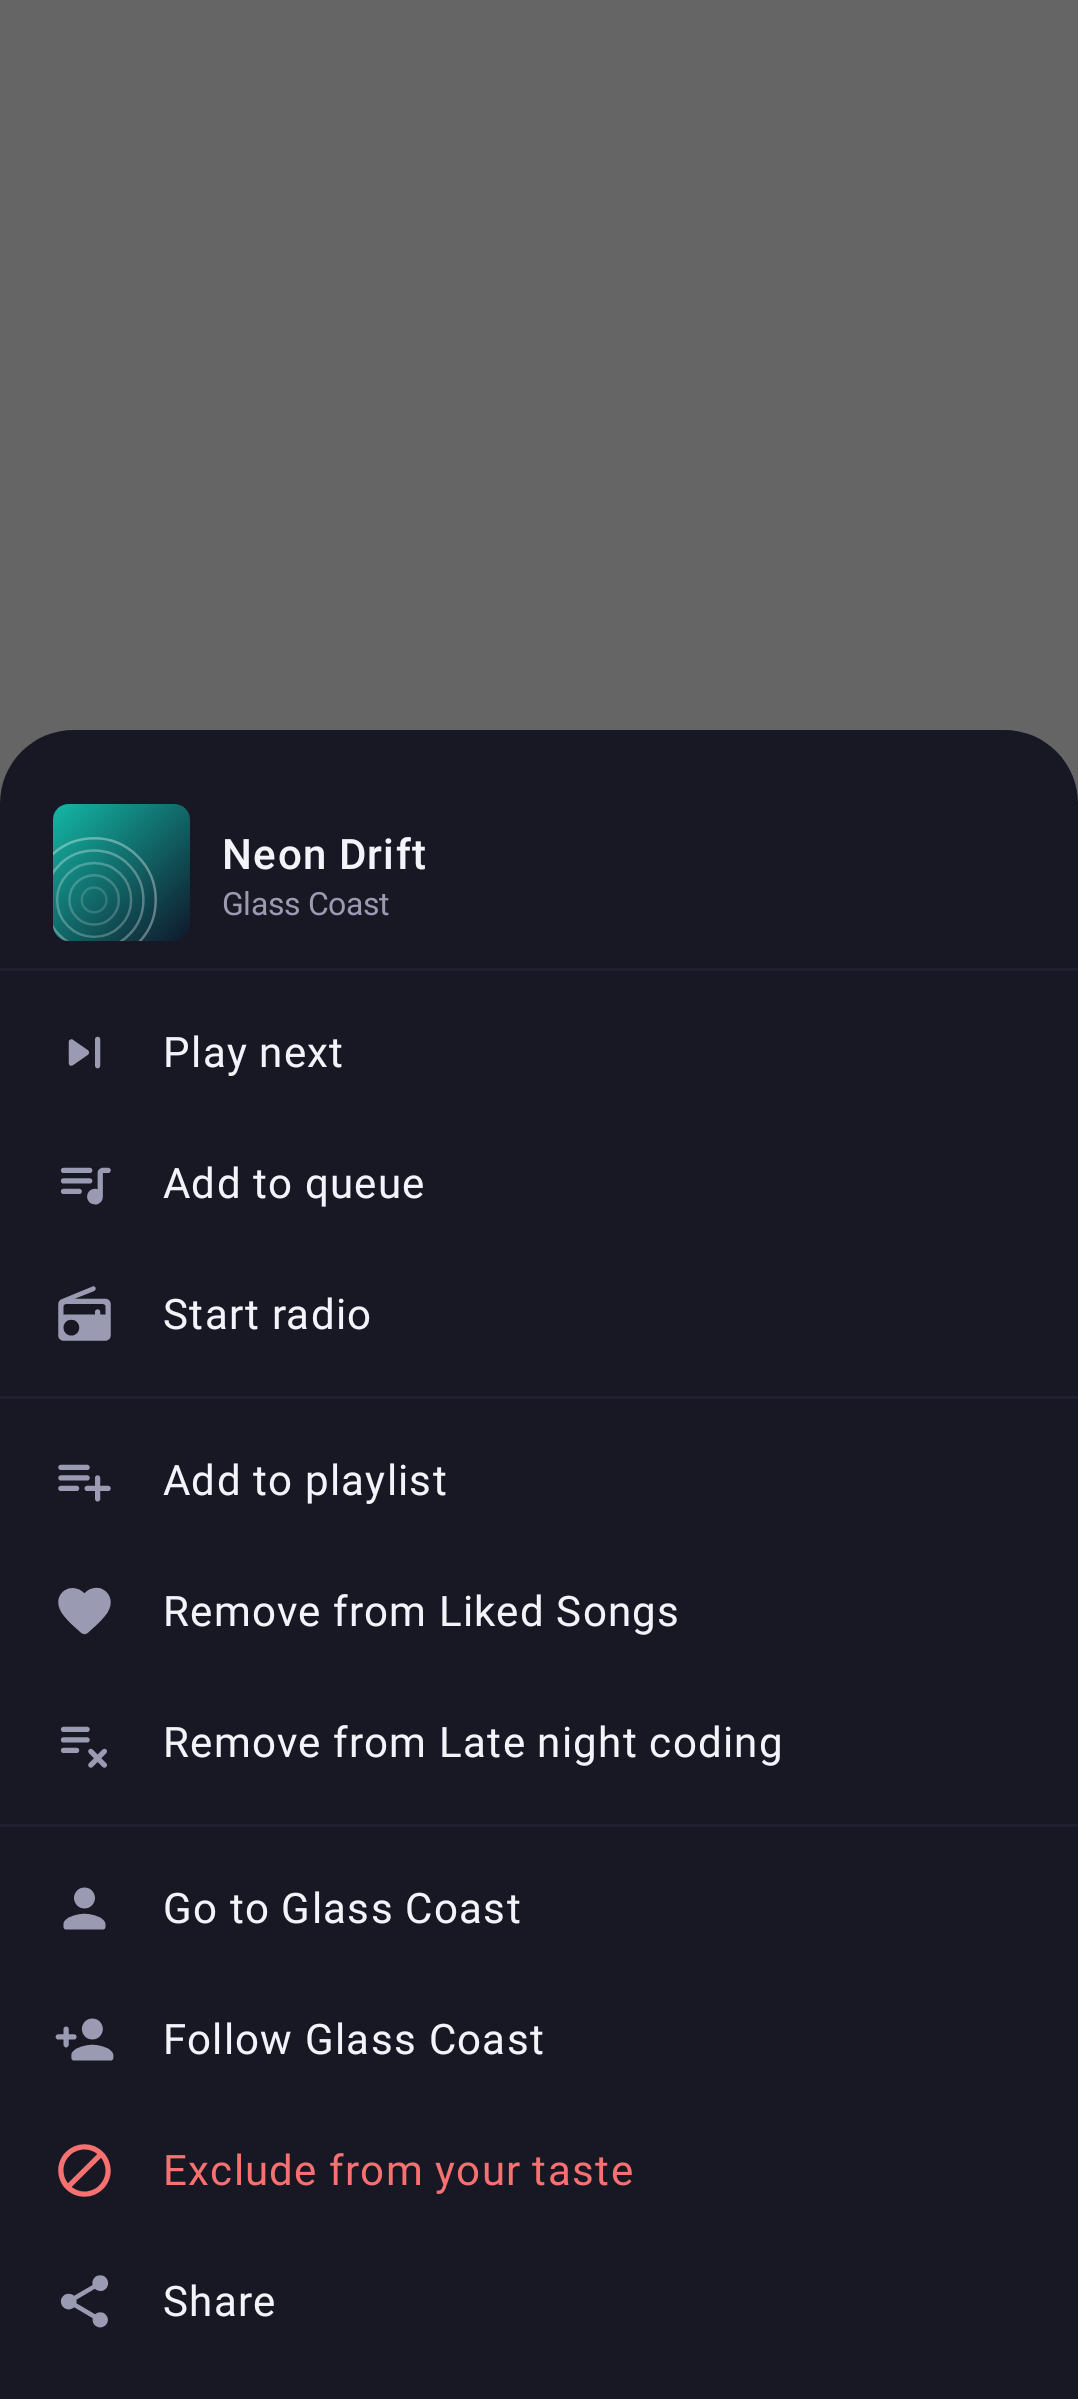 Neon Drift
Glass Coast
Play next
Add to queue
Start radio
Add to playlist
Remove from Liked Songs
Remove from Late night coding
Go to Glass Coast
Follow Glass Coast
Exclude from your taste
Share